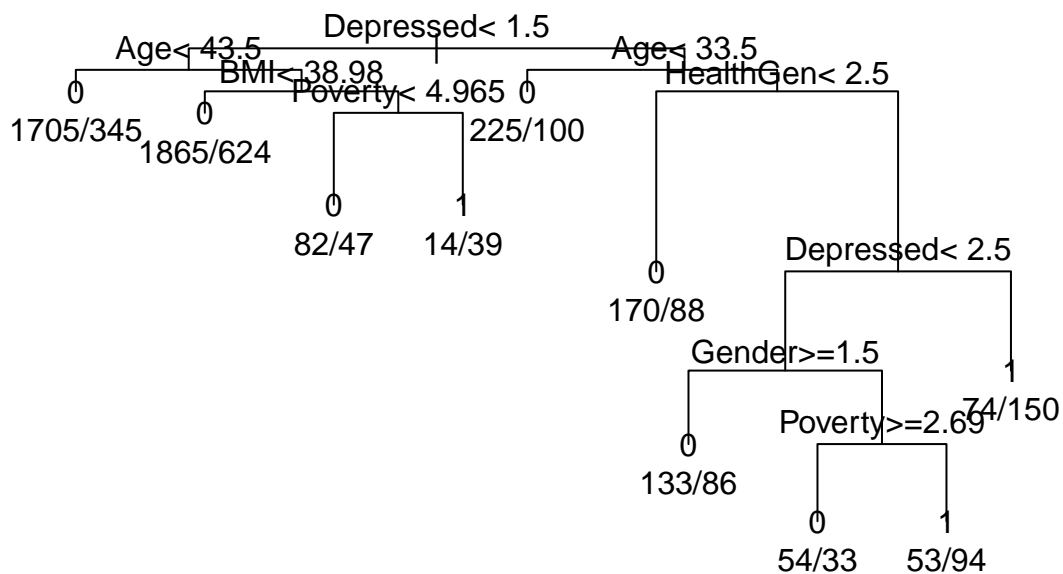 Depressed< 1.5
Age< 43.5
Age< 33.5
BMI< 38.98
HealthGen< 2.5
0
1705/345
0
1865/624
Poverty< 4.965
0
225/100
0
82/47
1
14/39
0
170/88
Depressed< 2.5
Gender>=1.5
1
74/150
0
133/86
Poverty>=2.69
0
54/33
1
53/94